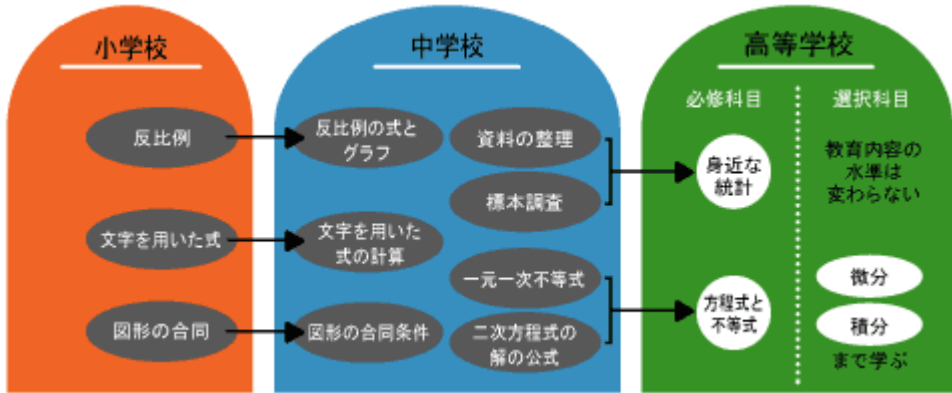 小学校
反比例
文字を用いた式
図形の合同
中学校
反比例の式と
グラフ
文字を用いた
式の計算
図形の合同条件
資料の整理
標本調査
一元一次不等式
二次方程式の
解の公式
高等学校
必修科目
身近な
統計
方程式と
不等式
選択科目
教育内容の
水準は
変わらない
微分
積分
まで学ぶ